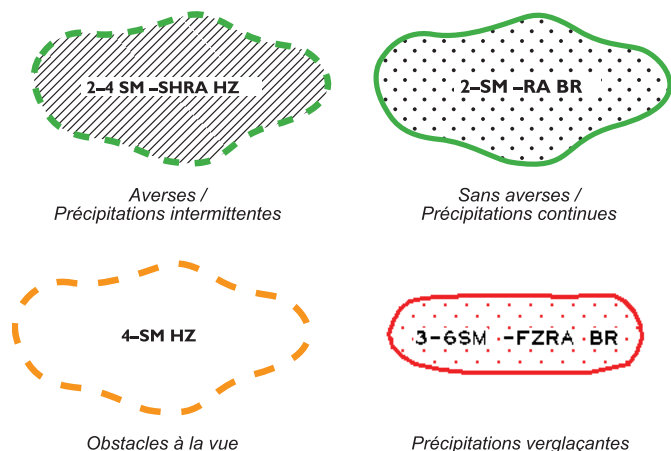 2–4 SM –SHRA HZ
2–SM –RA BR
Averses /
Précipitations intermittentes
Sans averses /
Précipitations continues
4–SM HZ
3-6SM -FZRA BR
Obstacles à la vue
Précipitations verglaçantes